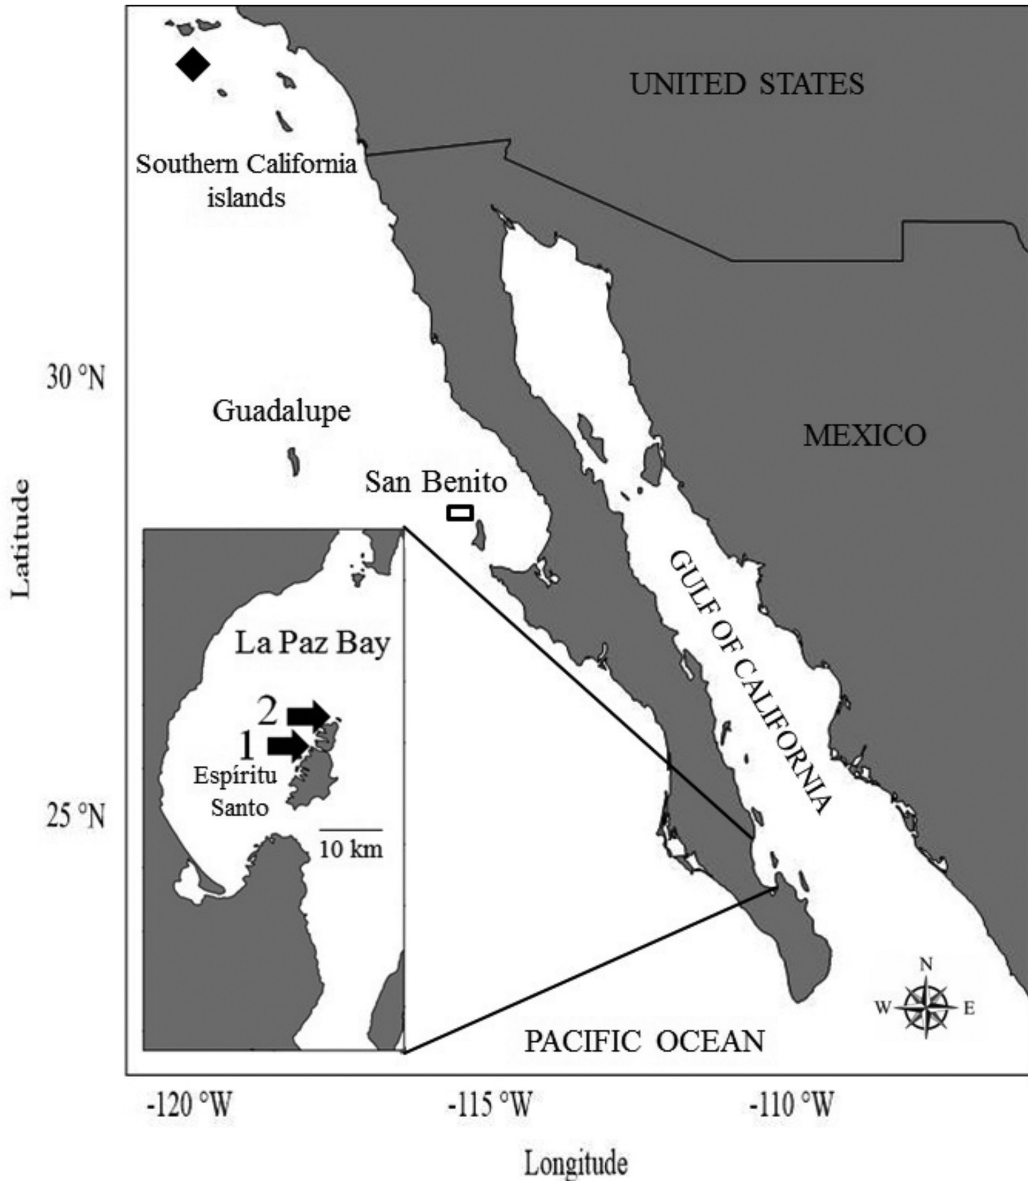 UNITED STATES
Southern California
islands
30 °N
Guadalupe
MEXICO
San Benito
Latitude
GULF OF CALIFORNIA
La Paz Bay
2
1
Espíritu
Santo
25 °N
10 km
N
W
E
S
PACIFIC OCEAN
-120 °W
-115 °W
-110 °W
Longitude